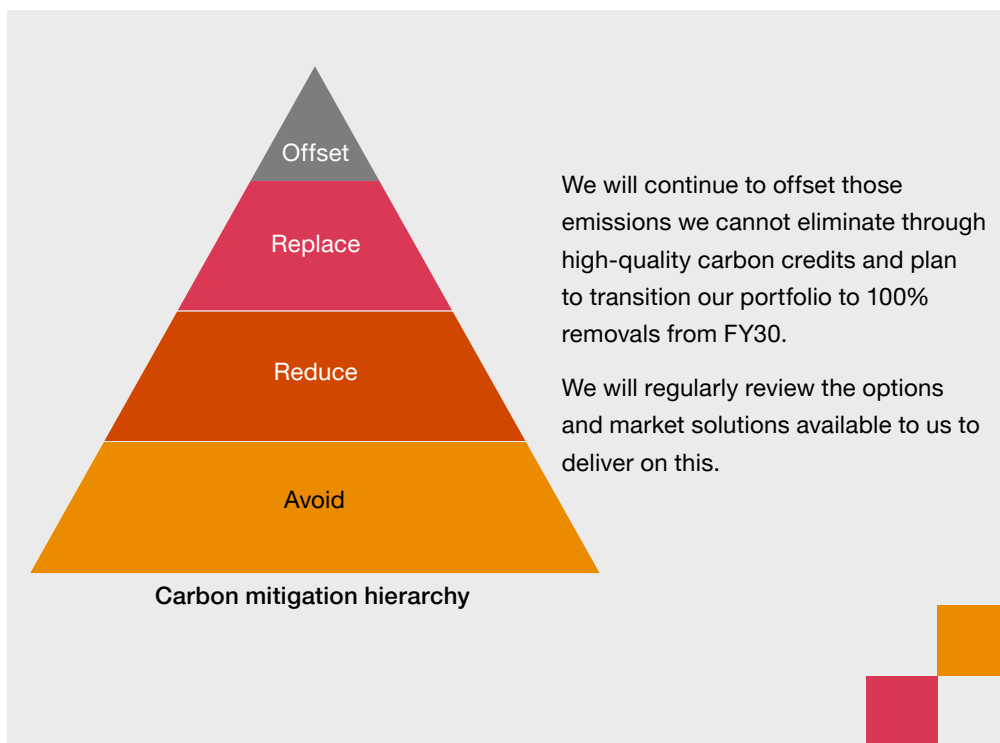 Offset
Replace
Reduce
Avoid
Carbon mitigation hierarchy
We will continue to offset those
emissions we cannot eliminate through
high-quality carbon credits and plan
to transition our portfolio to 100%
removals from FY30.
We will regularly review the options
and market solutions available to us to
deliver on this.